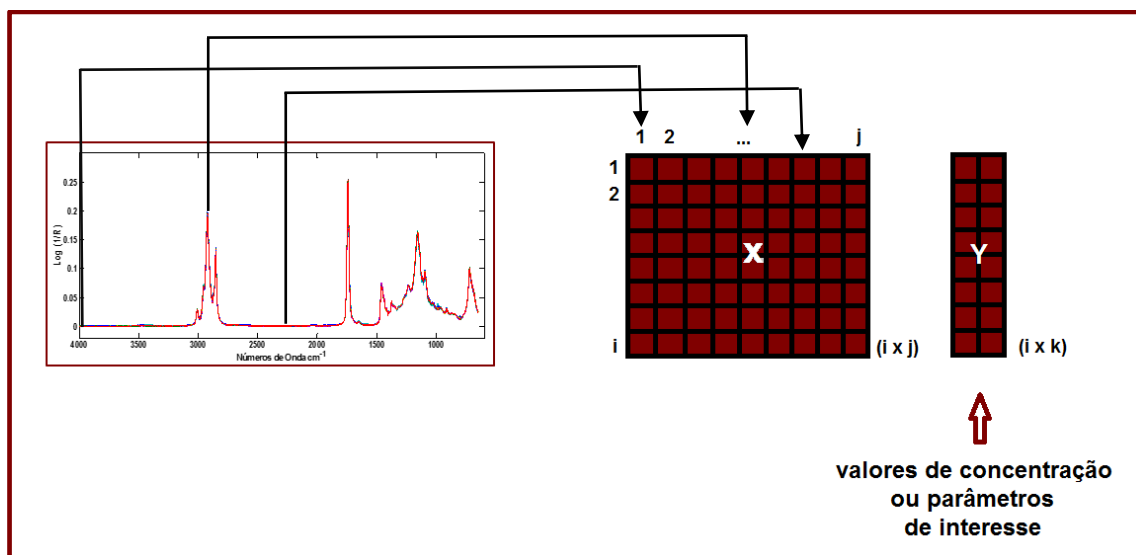 1 2 ... j
1
2
i
X
(i x j)
Y
(i x k)
0.25
0.2
0.15
0.1
0.05
0
Log (1/R)
4000 3500 3000 2500 2000 1500 1000
Números de Onda cm-1
valores de concentração
ou parâmetros
de interesse